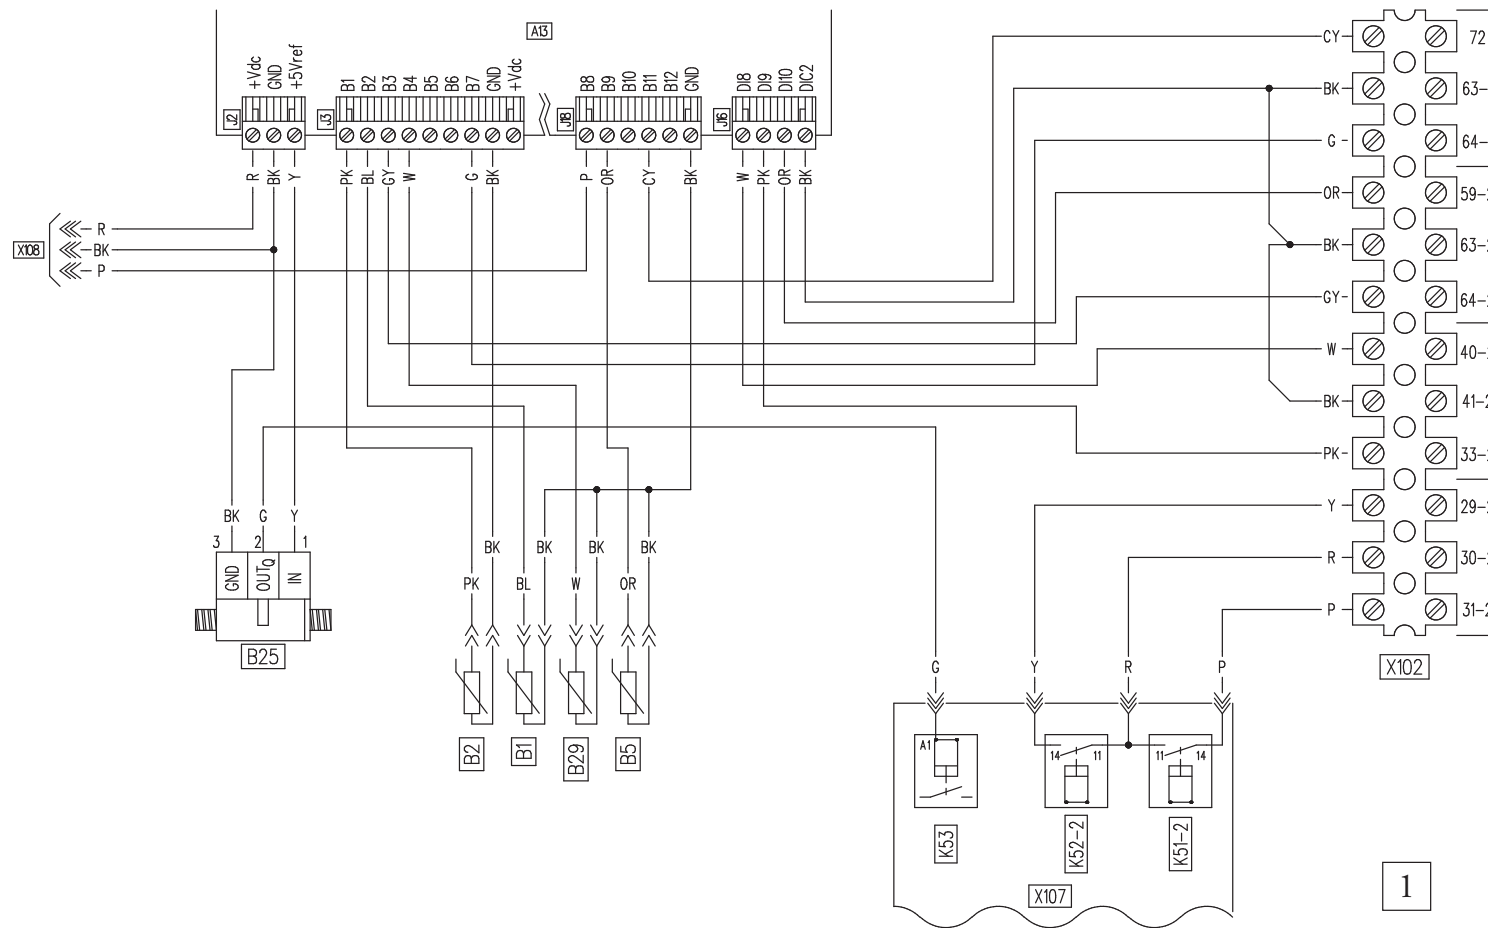 A13
+Vdc GND +5Vref
B1 B2 B3 B4 B5 B6 B7 GND +Vdc
B8 B9 B10 B11 B12 GND
DI8 DI9 DI10 DIC2
J2 J3 J18 J16
R BK Y
PK BL GY W G BK
P OR CY BK
W PK OR BK
X108
R
BK
P
CY 72
BK 63-
G 64-
OR 59-
BK 63-
GY 64-
W 40-
BK 41-2
PK 33-
Y 29-
R 30-
P 31-2
X102
BK G Y
3 2 1
GND OUTQ IN
B25
BK BK BK BK
PK BL W OR
B2 B1 B29 B5
G Y R P
A1 14 11 11 14
K53 K52-2 K51-2
X107
1